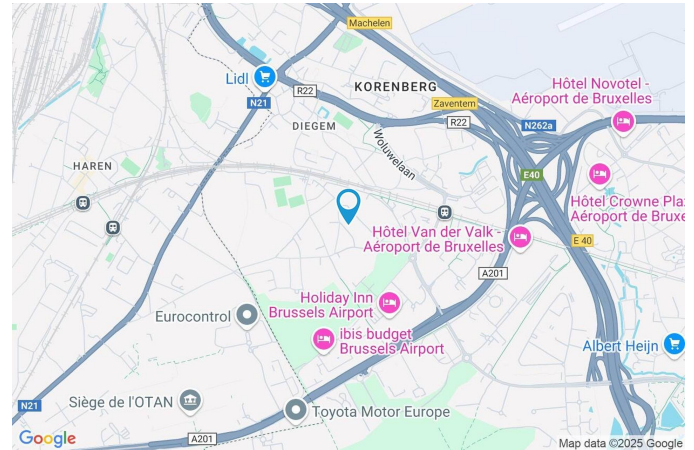 Machelen
Lidl
KORENBERG
Hôtel Novotel -
Aéroport de Bruxelles
R22
N21
Zaventem
R22
N262a
DIEGEM
Woluwelaan
HAREN
E40
Hôtel Crowne Plaz
Aéroport de Bruxe
Hôtel Van der Valk -
Aéroport de Bruxelles
E 40
A201
Holiday Inn
Brussels Airport
Eurocontrol
ibis budget
Brussels Airport
Albert Heijn
Siège de l'OTAN
N21
Toyota Motor Europe
A201
Google
Map data ©2025 Google